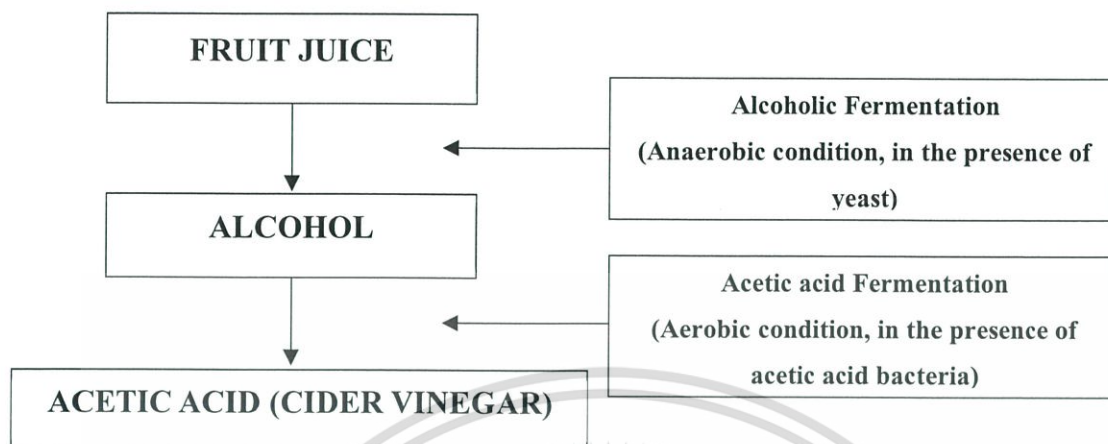 FRUIT JUICE
Alcoholic Fermentation
(Anaerobic condition, in the presence of
yeast)
ALCOHOL
Acetic acid Fermentation
(Aerobic condition, in the presence of
acetic acid bacteria)
ACETIC ACID (CIDER VINEGAR)